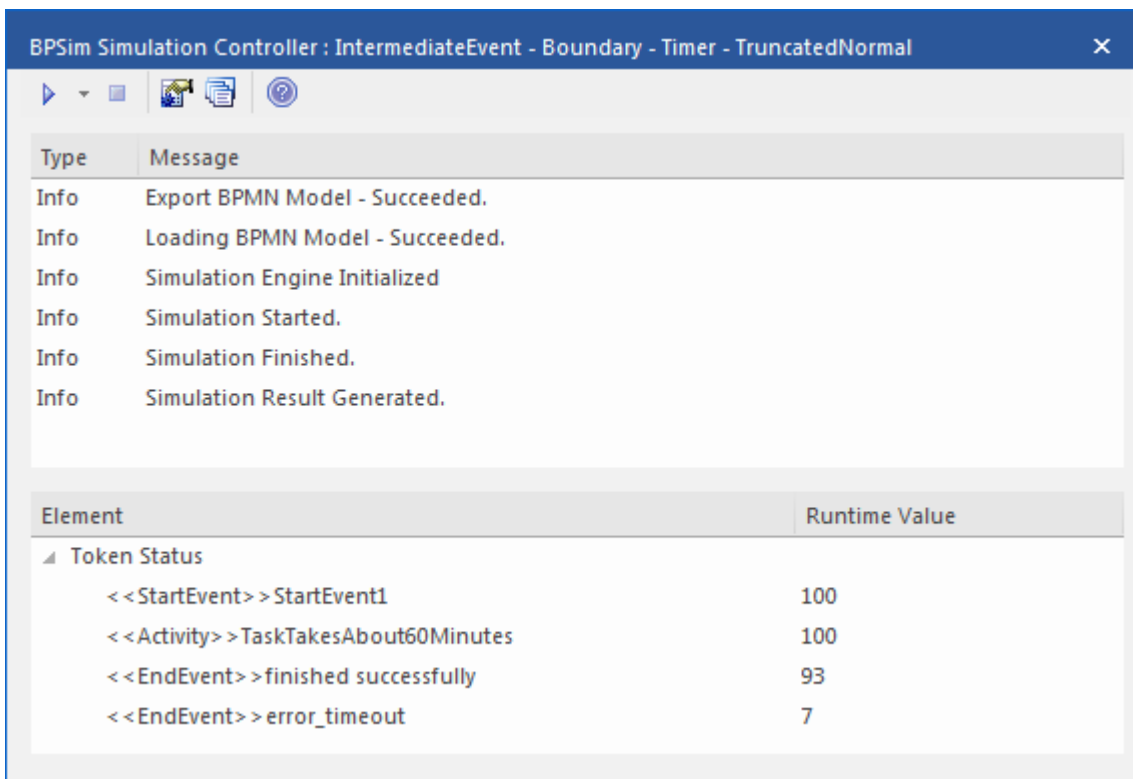 BPSim Simulation Controller : IntermediateEvent - Boundary - Timer - TruncatedNormal
Type Message
Info Export BPMN Model - Succeeded.
Info Loading BPMN Model - Succeeded.
Info Simulation Engine Initialized
Info Simulation Started.
Info Simulation Finished.
Info Simulation Result Generated.
Element Runtime Value
Token Status
<<StartEvent>>StartEvent1 100
<<Activity>>TaskTakesAbout60Minutes 100
<<EndEvent>>finished successfully 93
<<EndEvent>>error_timeout 7